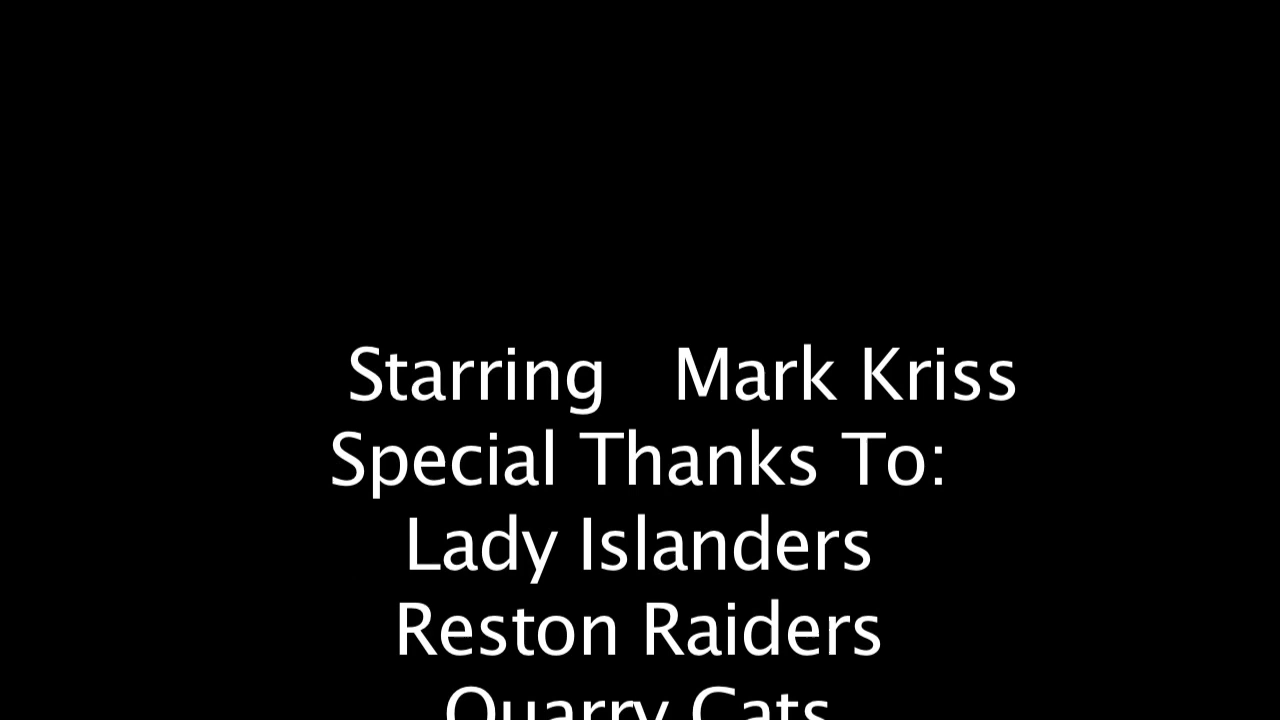 Starring Mark Kriss
Special Thanks To:
Lady Islanders
Reston Raiders
Quarry Cats